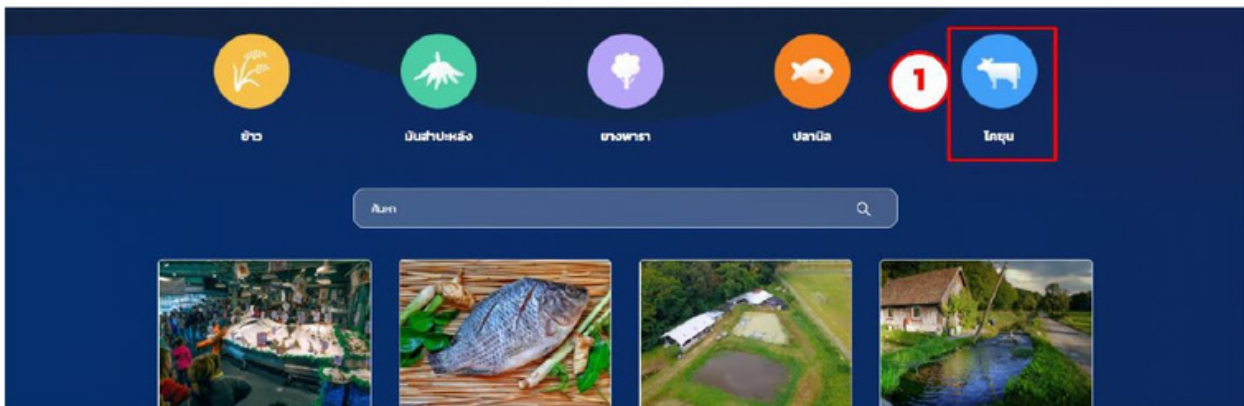 1
ข้าว
มันสำปะหลัง
ยางพารา
ปลานิล
โคขุน
ค้นหา